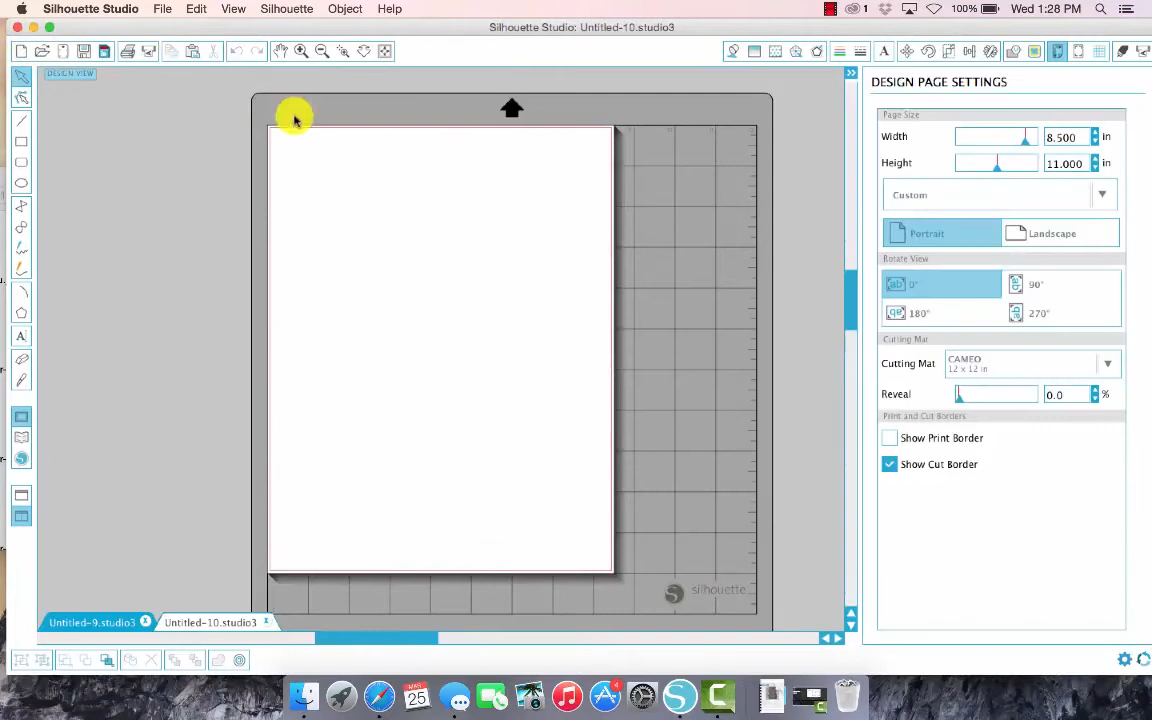 Silhouette Studio File Edit View Silhouette Object Help 1 100% Wed 1:28 PM
Silhouette Studio: Untitled-10.studio3
DESIGN VIEW
DESIGN PAGE SETTINGS
Page Size
Width 8.500 in
Height 11.000 in
Custom
Portrait Landscape
Rotate View
0° 90°
180° 270°
Cutting Mat
Cutting Mat CAMEO
12 x 12 in
Reveal 0.0 %
Print and Cut Borders
Show Print Border
Show Cut Border
silhouette
Untitled-9.studio3 Untitled-10.studio3
MAR
25